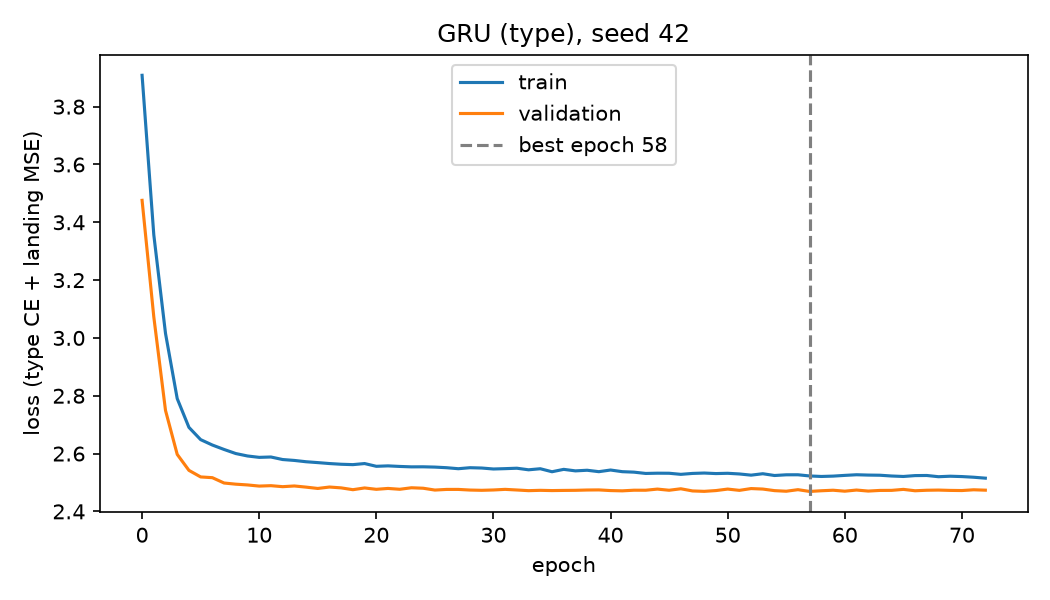 GRU (type), seed 42
train
validation
best epoch 58
loss (type CE + landing MSE)
3.8
3.6
3.4
3.2
3.0
2.8
2.6
2.4
0 10 20 30 40 50 60 70
epoch